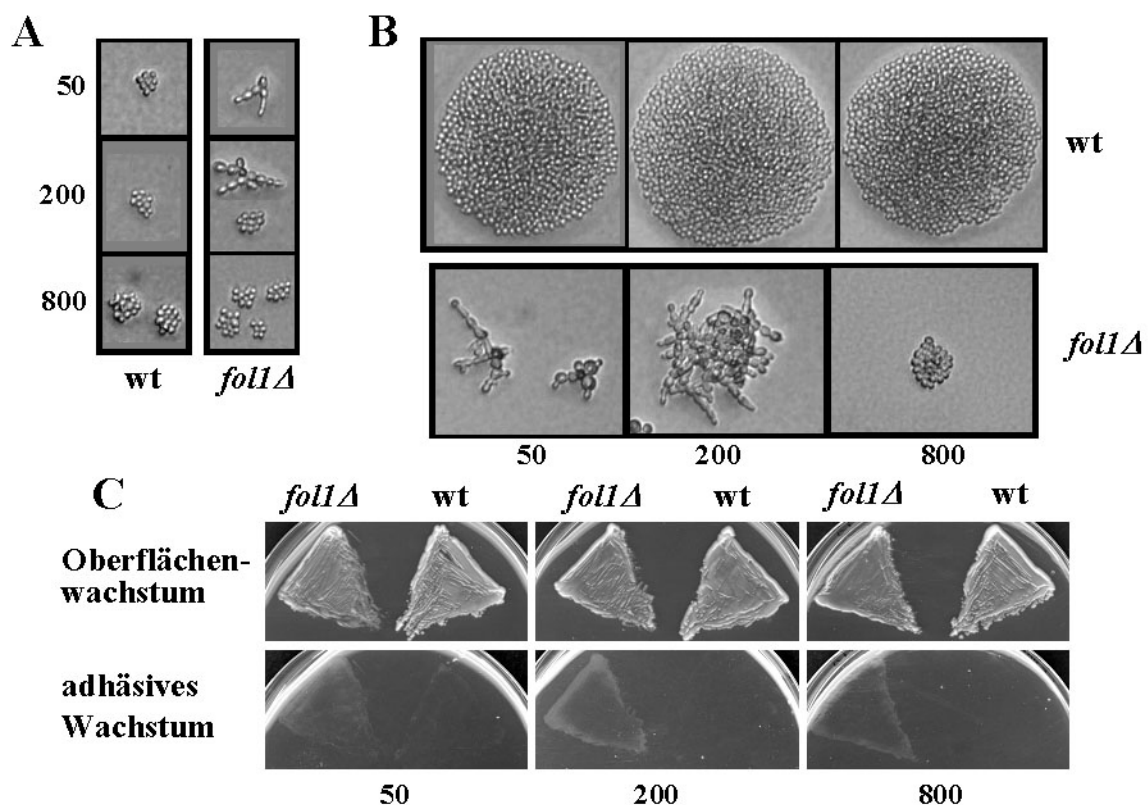 A
50
200
800
wt
fol1Δ
B
wt
fol1Δ
50
200
800
C
fol1Δ
wt
fol1Δ
wt
fol1Δ
wt
Oberflächen-
wachstum
adhäsives
Wachstum
50
200
800